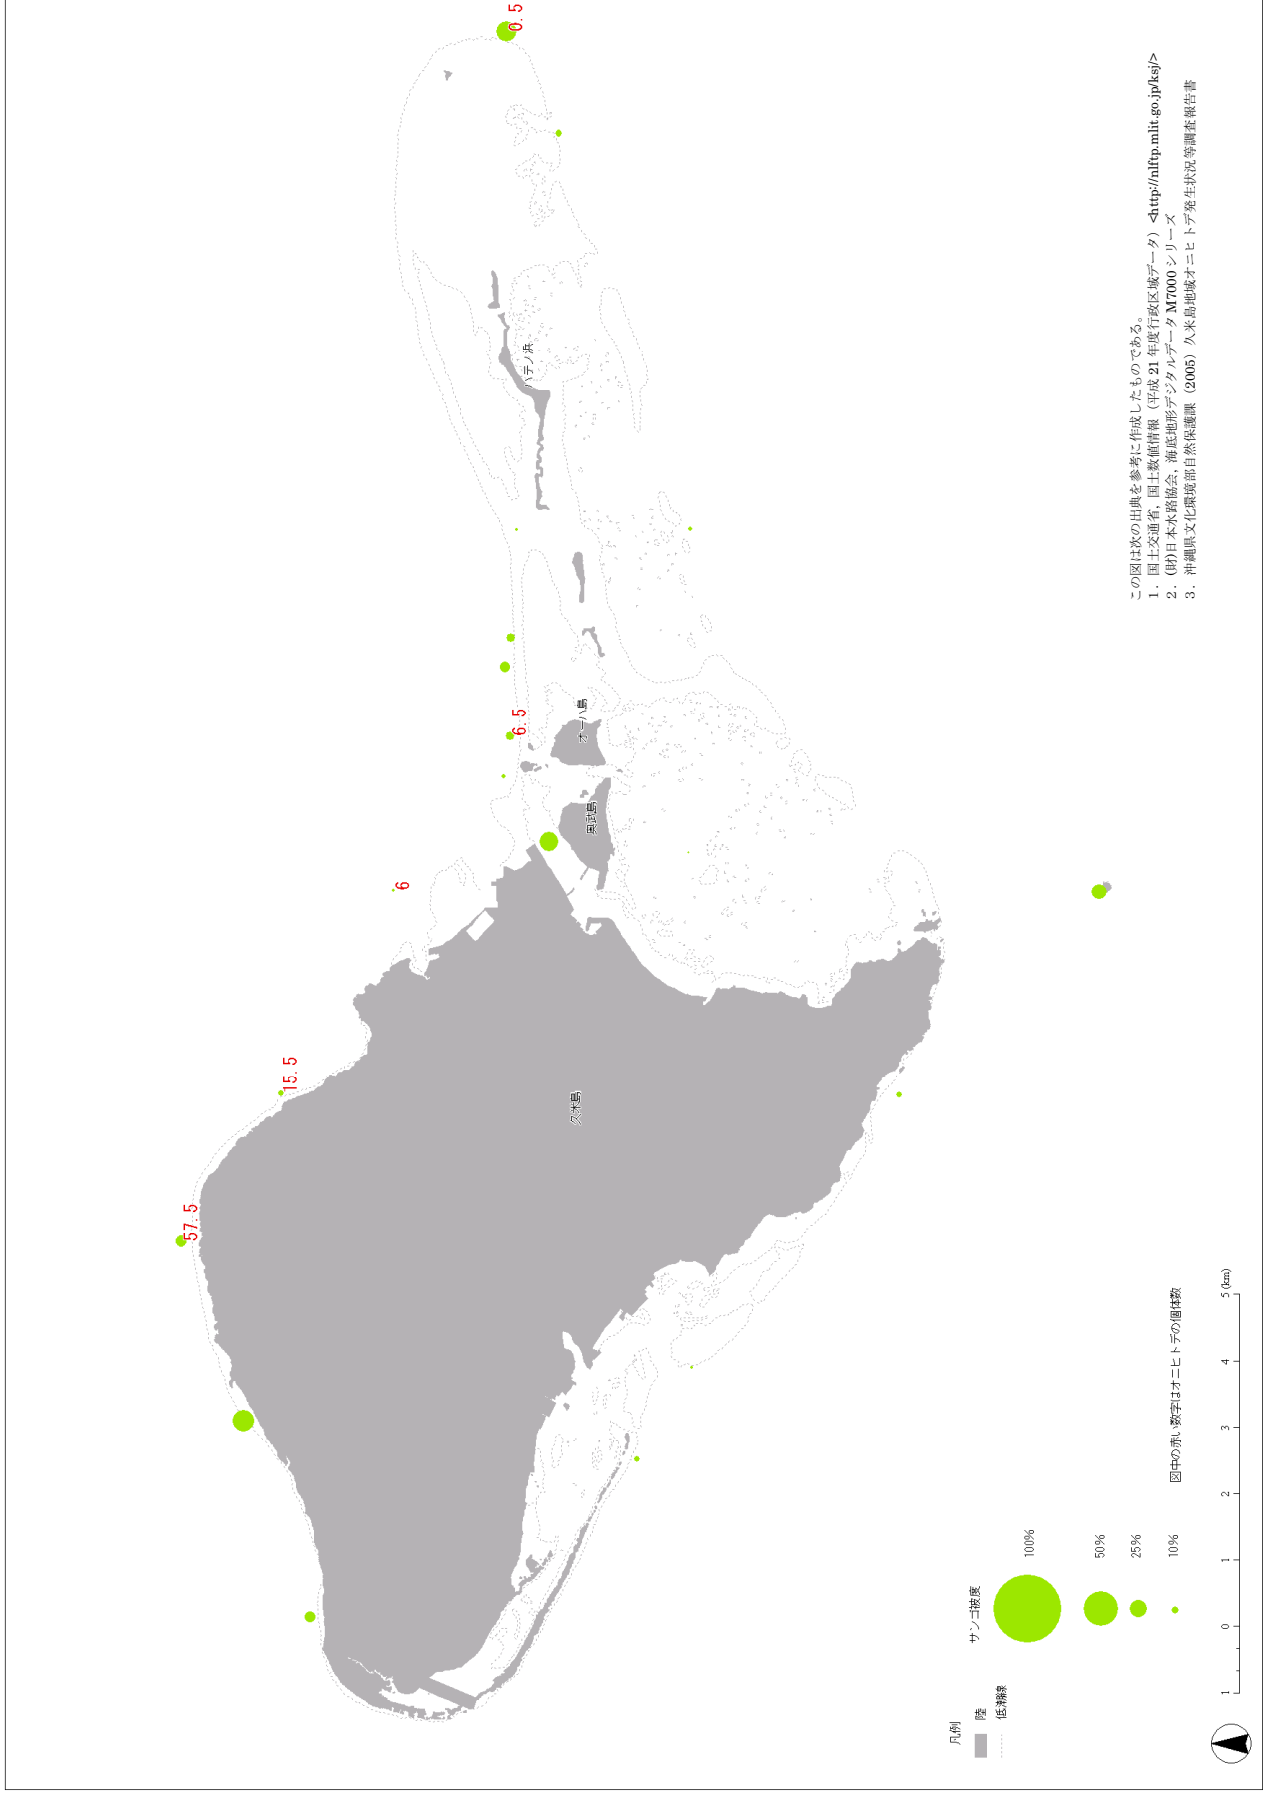 0.5
ハテノ浜
6.5
オーハ島
奥武島
6
15.5
久米島
57.5
この図は次の出典を参考に作成したものである。
1．国土交通省，国土数値情報（平成 21 年度行政区域データ）<http://nlftp.mlit.go.jp/ksj/>
2．(財)日本水路協会，海底地形デジタルデータ M7000 シリーズ
3．沖縄県文化環境部自然保護課（2005）久米島地域オニヒトデ発生状況等調査報告書
凡例
陸
低潮線
サンゴ被度
100%
50%
25%
10%
図中の赤い数字はオニヒトデの個体数
1 0 1 2 3 4 5 (km)